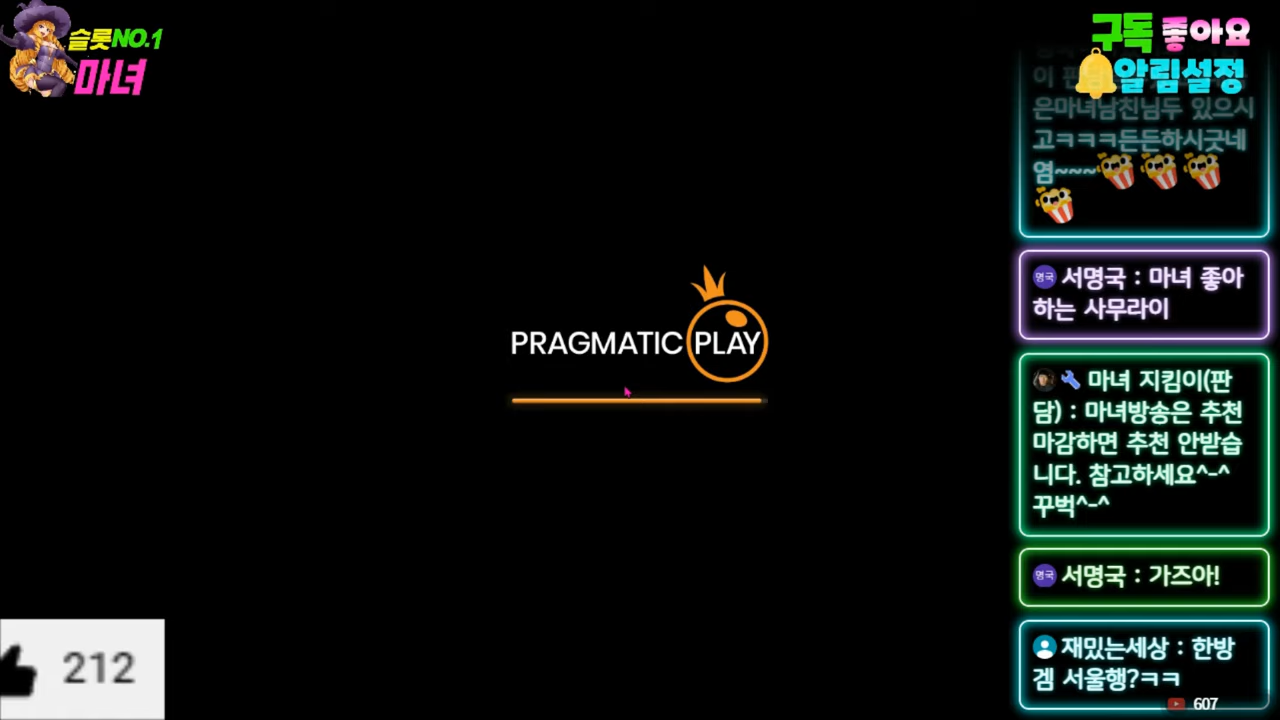 슬롯NO.1
마녀
구독 좋아요
알림설정
이 판담
은마녀남친님두 있으시
고ㅋㅋㅋ든든하시긋네
염~~~
명국 서명국 : 마녀 좋아
하는 사무라이
PRAGMATIC PLAY
마녀 지킴이(판
담) : 마녀방송은 추천
마감하면 추천 안받습
니다. 참고하세요^-^
꾸벅^-^
명국 서명국 : 가즈아!
재밌는세상 : 한방
겜 서울행?ㅋㅋ
212
607